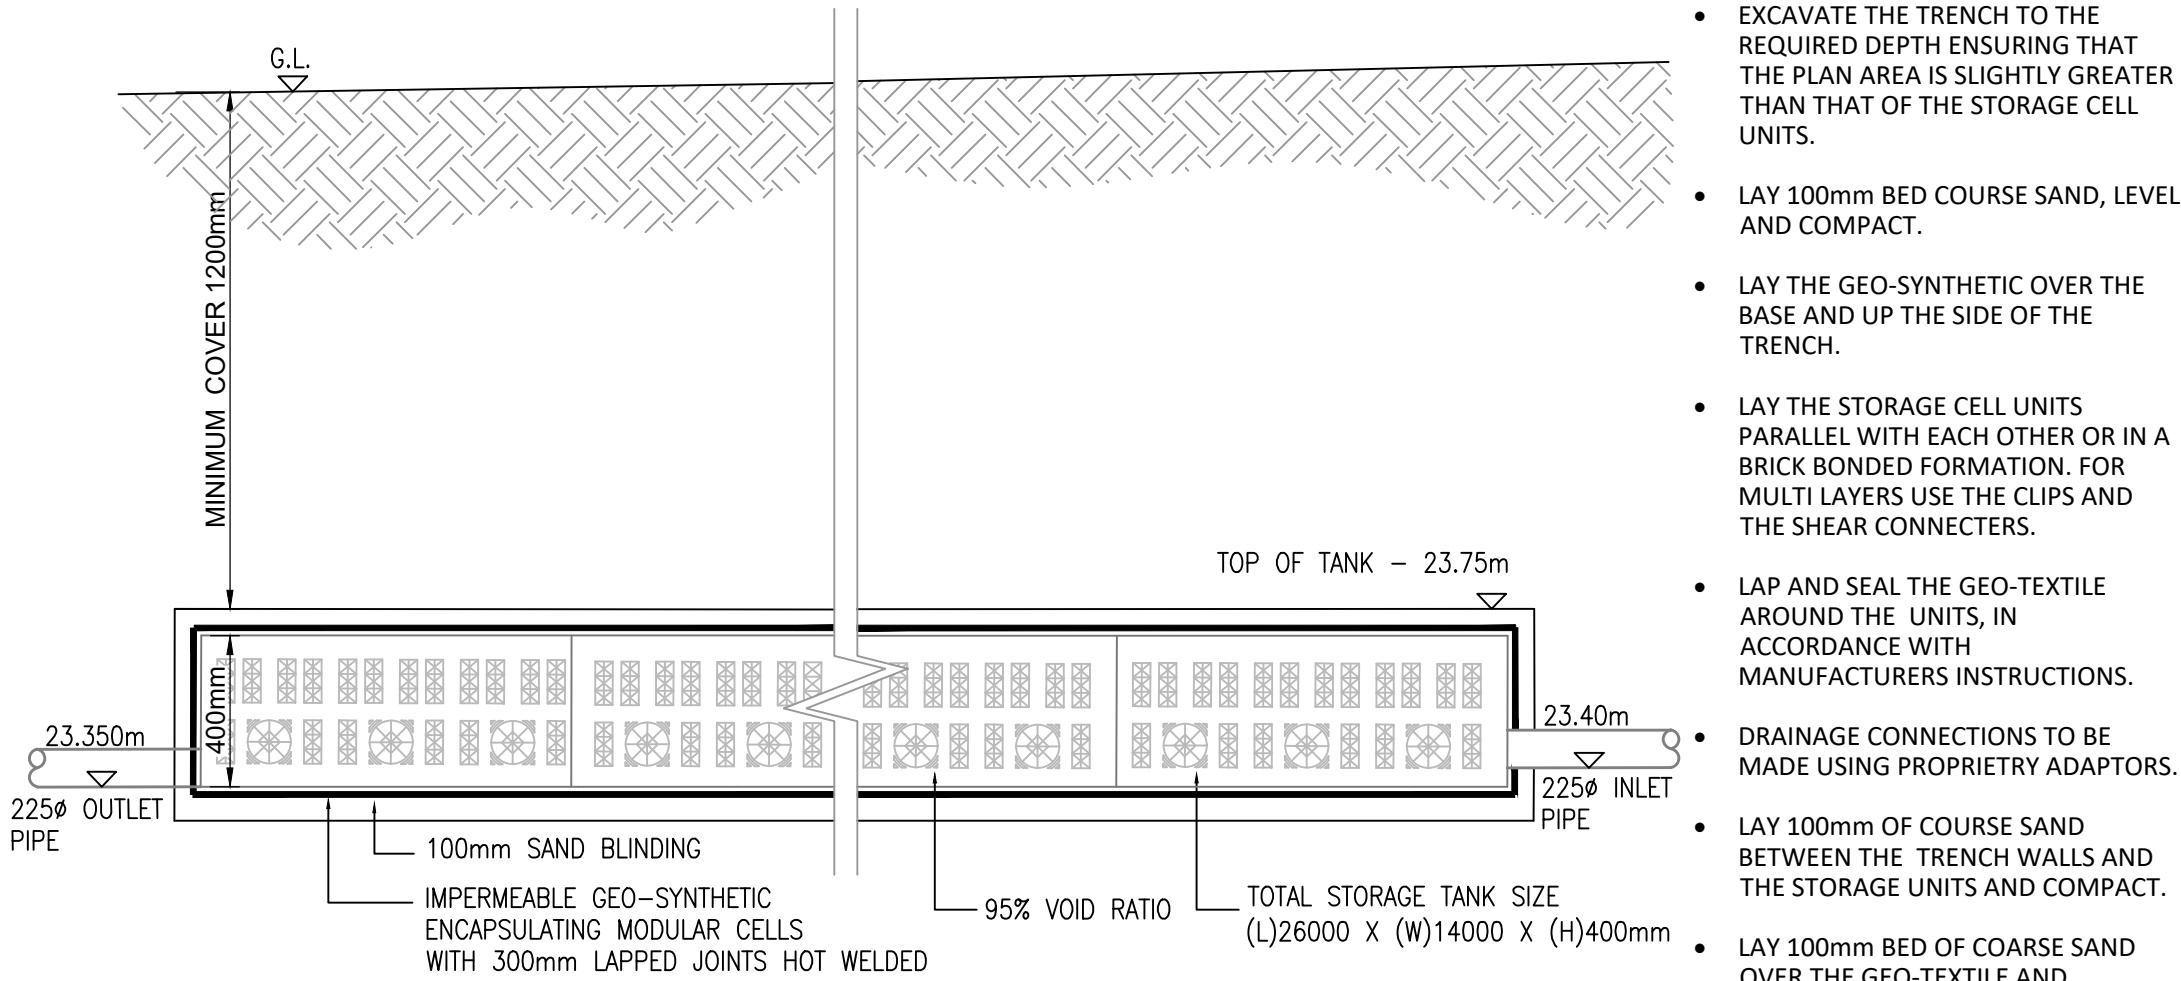 G.L.
MINIMUM COVER 1200mm
TOP OF TANK – 23.75m
400mm
23.350m
225ø OUTLET
PIPE
23.40m
225ø INLET
PIPE
100mm SAND BLINDING
IMPERMEABLE GEO–SYNTHETIC
ENCAPSULATING MODULAR CELLS
WITH 300mm LAPPED JOINTS HOT WELDED
95% VOID RATIO
TOTAL STORAGE TANK SIZE
(L)26000 X (W)14000 X (H)400mm
• EXCAVATE THE TRENCH TO THE
REQUIRED DEPTH ENSURING THAT
THE PLAN AREA IS SLIGHTLY GREATER
THAN THAT OF THE STORAGE CELL
UNITS.
• LAY 100mm BED COURSE SAND, LEVEL
AND COMPACT.
• LAY THE GEO-SYNTHETIC OVER THE
BASE AND UP THE SIDE OF THE
TRENCH.
• LAY THE STORAGE CELL UNITS
PARALLEL WITH EACH OTHER OR IN A
BRICK BONDED FORMATION. FOR
MULTI LAYERS USE THE CLIPS AND
THE SHEAR CONNECTERS.
• LAP AND SEAL THE GEO-TEXTILE
AROUND THE UNITS, IN
ACCORDANCE WITH
MANUFACTURERS INSTRUCTIONS.
• DRAINAGE CONNECTIONS TO BE
MADE USING PROPRIETRY ADAPTORS.
• LAY 100mm OF COURSE SAND
BETWEEN THE TRENCH WALLS AND
THE STORAGE UNITS AND COMPACT.
• LAY 100mm BED OF COARSE SAND
OVER THE GEO-TEXTILE AND